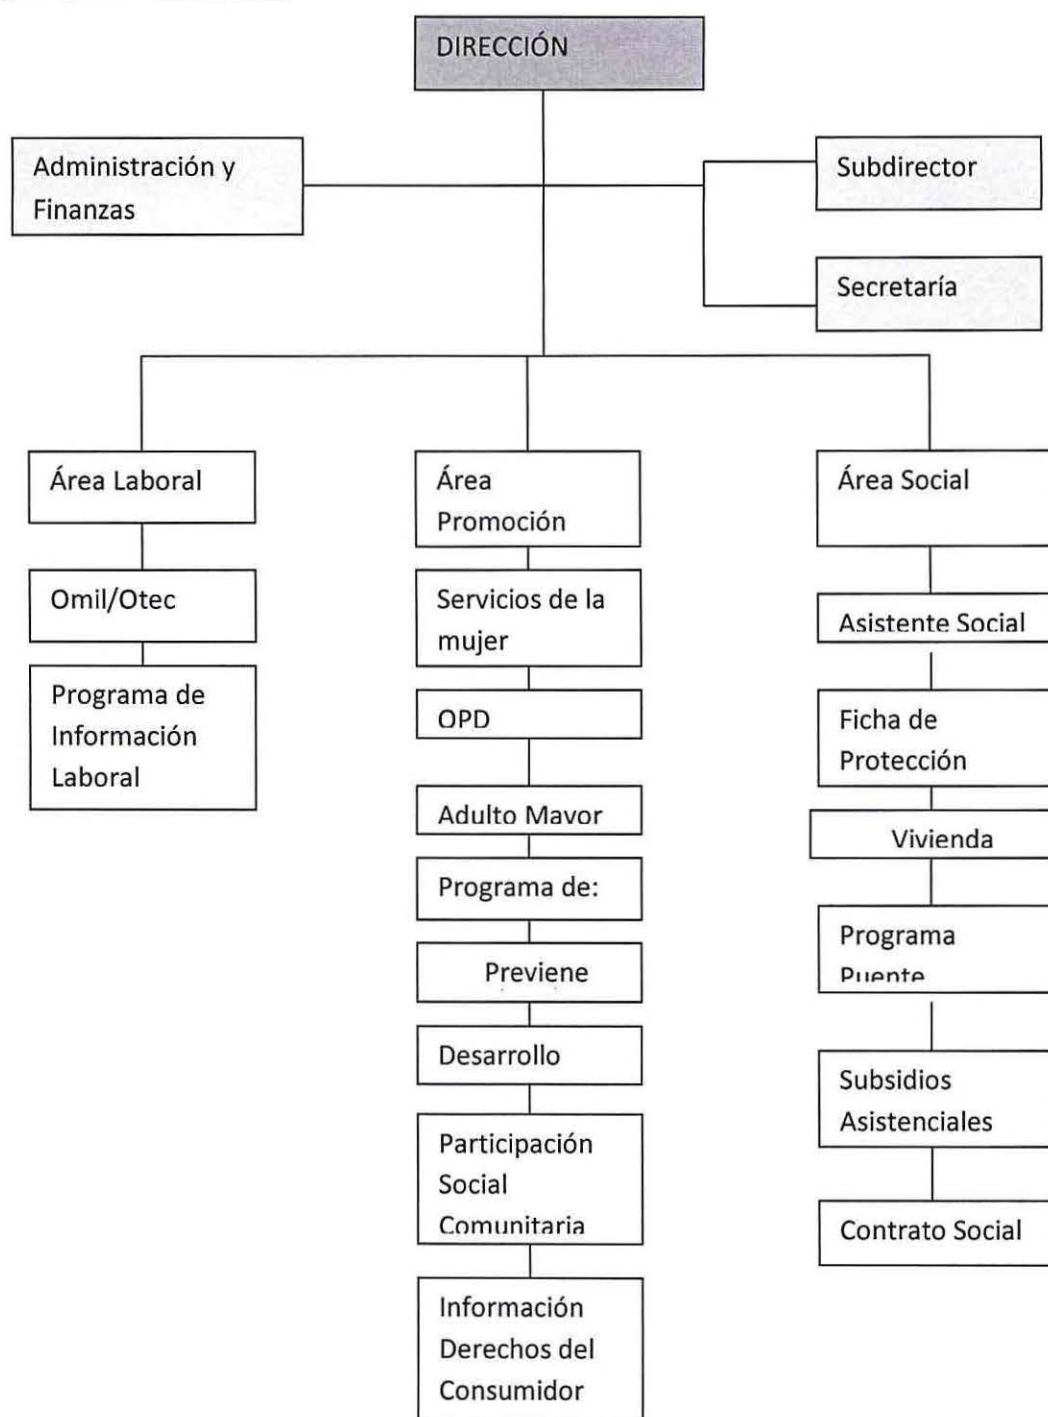 DIRECCIÓN
Administración y
Finanzas
Subdirector
Secretaría
Área Laboral
Omil/Otec
Programa de
Información
Laboral
Área
Promoción
Servicios de la
mujer
OPD
Adulto Mayor
Programa de:
Previene
Desarrollo
Participación
Social
Comunitaria
Información
Derechos del
Consumidor
Área Social
Asistente Social
Ficha de
Protección
Vivienda
Programa
Puente
Subsidios
Asistenciales
Contrato Social